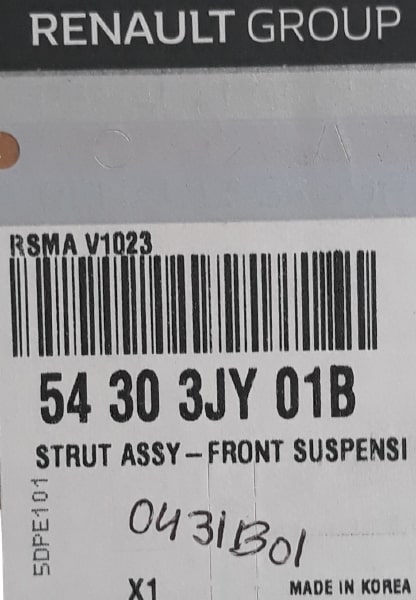 RENAULT GROUP
RSMA V1023
54 30 3JY 01B
STRUT ASSY-FRONT SUSPENSI
5DPE101
0431B01
X1
MADE IN KOREA